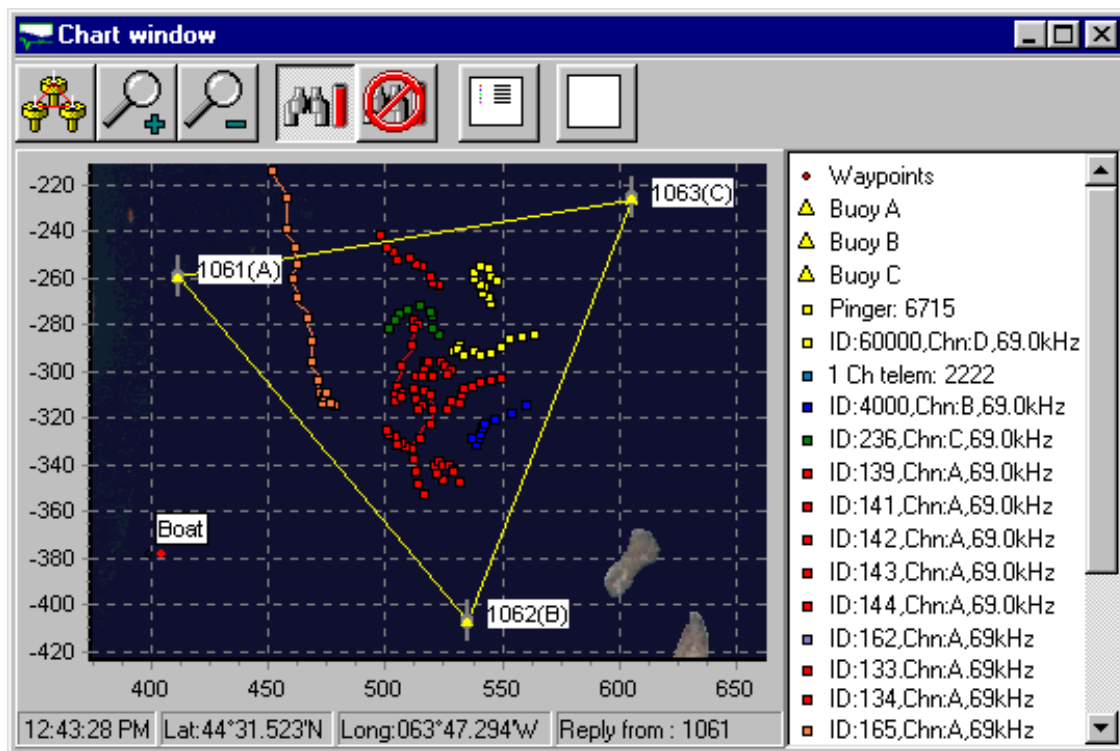 Chart window
-220
-240
-260
-280
-300
-320
-340
-360
-380
-400
-420
1063(C)
1061(A)
Boat
1062(B)
400
450
500
550
600
650
Waypoints
Buoy A
Buoy B
Buoy C
Pinger: 6715
ID:60000,Chn:D,69.0kHz
1 Ch telem: 2222
ID:4000,Chn:B,69.0kHz
ID:236,Chn:C,69.0kHz
ID:139,Chn:A,69.0kHz
ID:141,Chn:A,69.0kHz
ID:142,Chn:A,69.0kHz
ID:143,Chn:A,69.0kHz
ID:144,Chn:A,69.0kHz
ID:162,Chn:A,69kHz
ID:133,Chn:A,69kHz
ID:134,Chn:A,69kHz
ID:165,Chn:A,69kHz
12:43:28 PM Lat:44°31.523'N Long:063°47.294'W Reply from : 1061